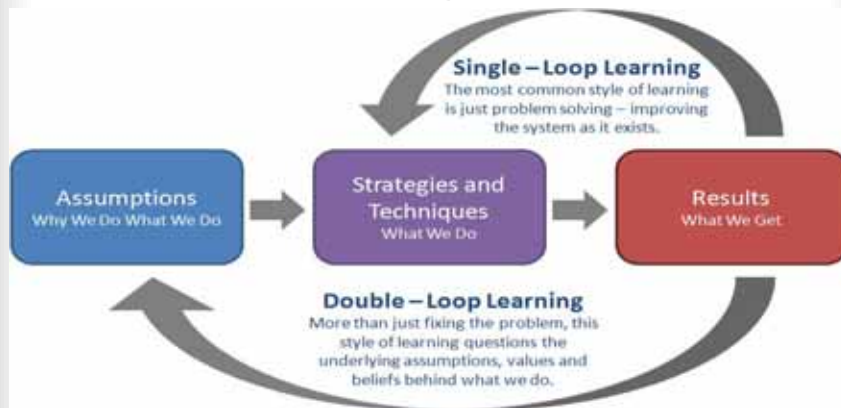 Single – Loop Learning
The most common style of learning
is just problem solving – improving
the system as it exists.
Assumptions
Why We Do What We Do
Strategies and
Techniques
What We Do
Results
What We Get
Double – Loop Learning
More than just fixing the problem, this
style of learning questions the
underlying assumptions, values and
beliefs behind what we do.